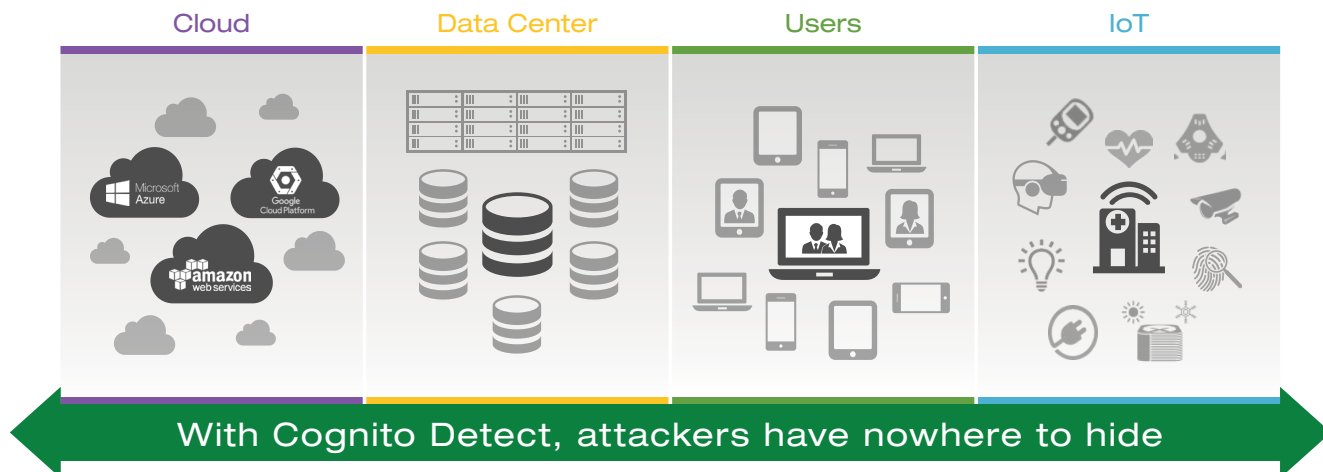 Cloud
Data Center
Users
IoT
Microsoft
Azure
Google
Cloud Platform
amazon
web services
With Cognito Detect, attackers have nowhere to hide